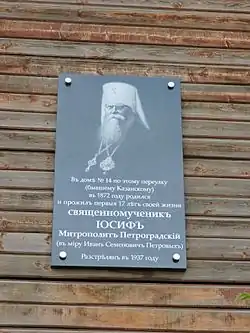 Въ домѣ № 14 по этому переулку
(бывшему Казанскому)
въ 1872 году родился
и прожилъ первыя 17 лѣтъ своей жизни
священномученикъ
ІОСИФЪ
Митрополитъ Петроградскій
(въ міру Иванъ Семеновичъ Петровыхъ)
Разстрѣлянъ въ 1937 году